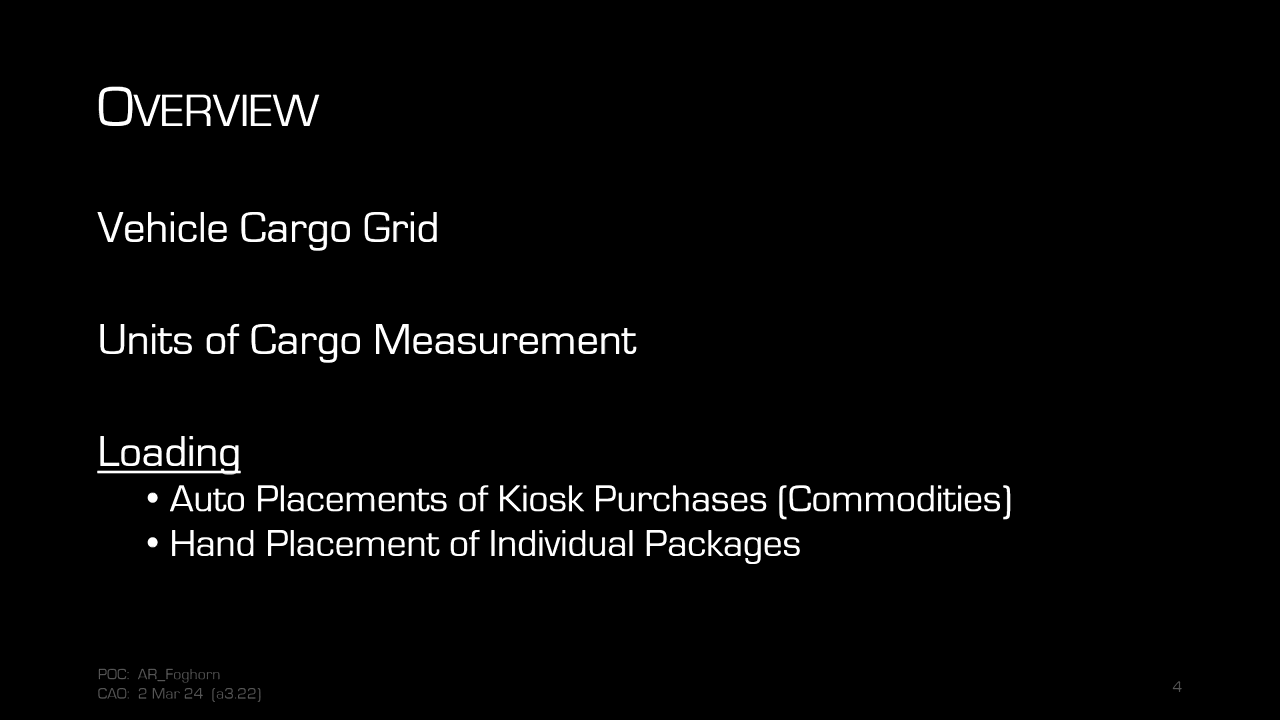 OVERVIEW
Vehicle Cargo Grid
Units of Cargo Measurement
Loading
• Auto Placements of Kiosk Purchases (Commodities)
• Hand Placement of Individual Packages
POC: AR_Foghorn
CAO: 2 Mar 24 (a3.22)
4